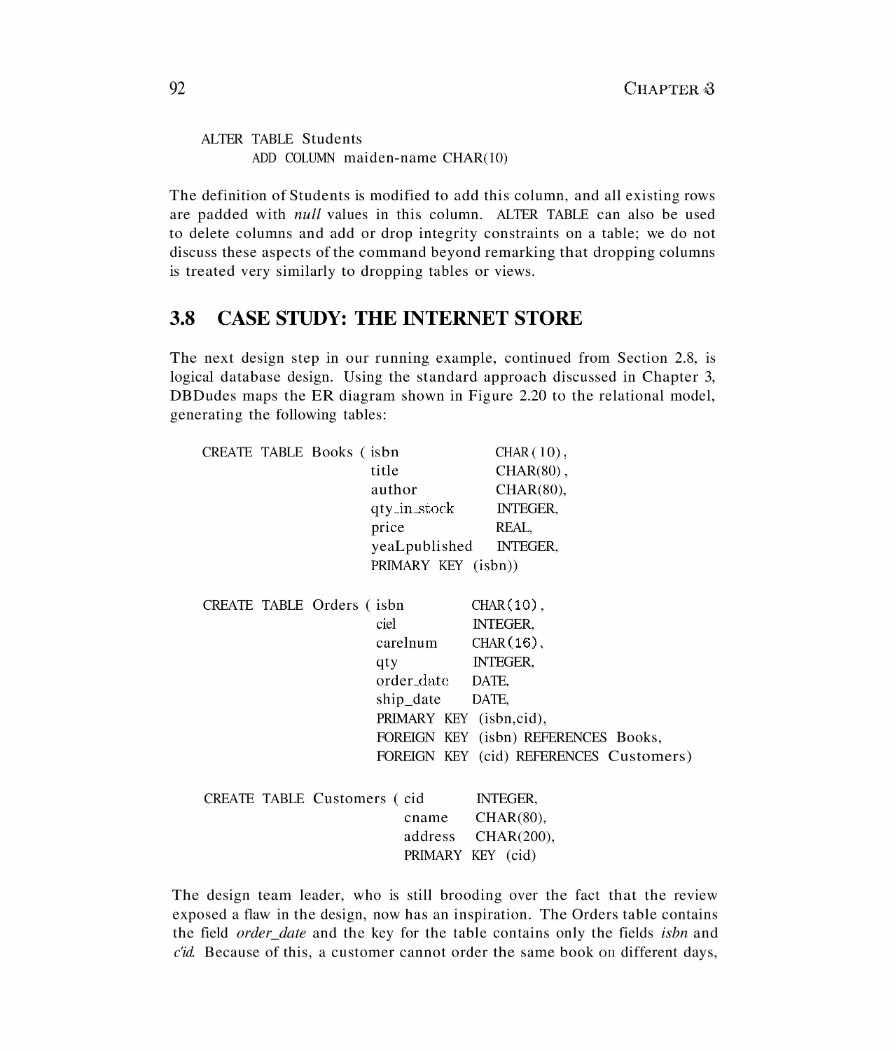 92 CHAPTER 3
ALTER TABLE Students
ADD COLUMN maiden-name CHAR(10)
The definition of Students is modified to add this column, and all existing rows
are padded with null values in this column. ALTER TABLE can also be used
to delete columns and add or drop integrity constraints on a table; we do not
discuss these aspects of the command beyond remarking that dropping columns
is treated very similarly to dropping tables or views.
3.8 CASE STUDY: THE INTERNET STORE
The next design step in our running example, continued from Section 2.8, is
logical database design. Using the standard approach discussed in Chapter 3,
DBDudes maps the ER diagram shown in Figure 2.20 to the relational model,
generating the following tables:
CREATE TABLE Books ( isbn CHAR ( 10) ,
title CHAR(80) ,
author CHAR(80),
qty_in_stock INTEGER,
price REAL,
yeaLpublished INTEGER,
PRIMARY KEY (isbn))
CREATE TABLE Orders ( isbn CHAR (10) ,
ciel INTEGER,
carelnum CHAR (16) ,
qty INTEGER,
order_date DATE,
ship_date DATE,
PRIMARY KEY (isbn,cid),
FOREIGN KEY (isbn) REFERENCES Books,
FOREIGN KEY (cid) REFERENCES Customers)
CREATE TABLE Customers ( cid INTEGER,
cname CHAR(80),
address CHAR(200),
PRIMARY KEY (cid)
The design team leader, who is still brooding over the fact that the review
exposed a flaw in the design, now has an inspiration. The Orders table contains
the field order_date and the key for the table contains only the fields isbn and
c'id. Because of this, a customer cannot order the same book on different days,